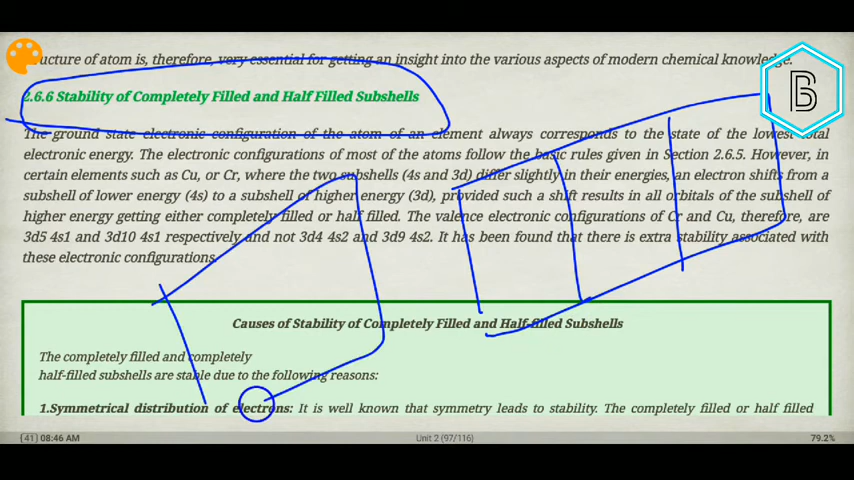 ructure of atom is, therefore, very essential for getting an insight into the various aspects of modern chemical knowledge.
2.6.6 Stability of Completely Filled and Half Filled Subshells
The ground state electronic configuration of the atom of an element always corresponds to the state of the lowest total
electronic energy. The electronic configurations of most of the atoms follow the basic rules given in Section 2.6.5. However, in
certain elements such as Cu, or Cr, where the two subshells (4s and 3d) differ slightly in their energies, an electron shifts from a
subshell of lower energy (4s) to a subshell of higher energy (3d), provided such a shift results in all orbitals of the subshell of
higher energy getting either completely filled or half filled. The valence electronic configurations of Cr and Cu, therefore, are
3d5 4s1 and 3d10 4s1 respectively and not 3d4 4s2 and 3d9 4s2. It has been found that there is extra stability associated with
these electronic configurations.
Causes of Stability of Completely Filled and Half-filled Subshells
The completely filled and completely
half-filled subshells are stable due to the following reasons:
1.Symmetrical distribution of electrons: It is well known that symmetry leads to stability. The completely filled or half filled
(41) 08:46 AM Unit 2 (97/116) 79.2%
B